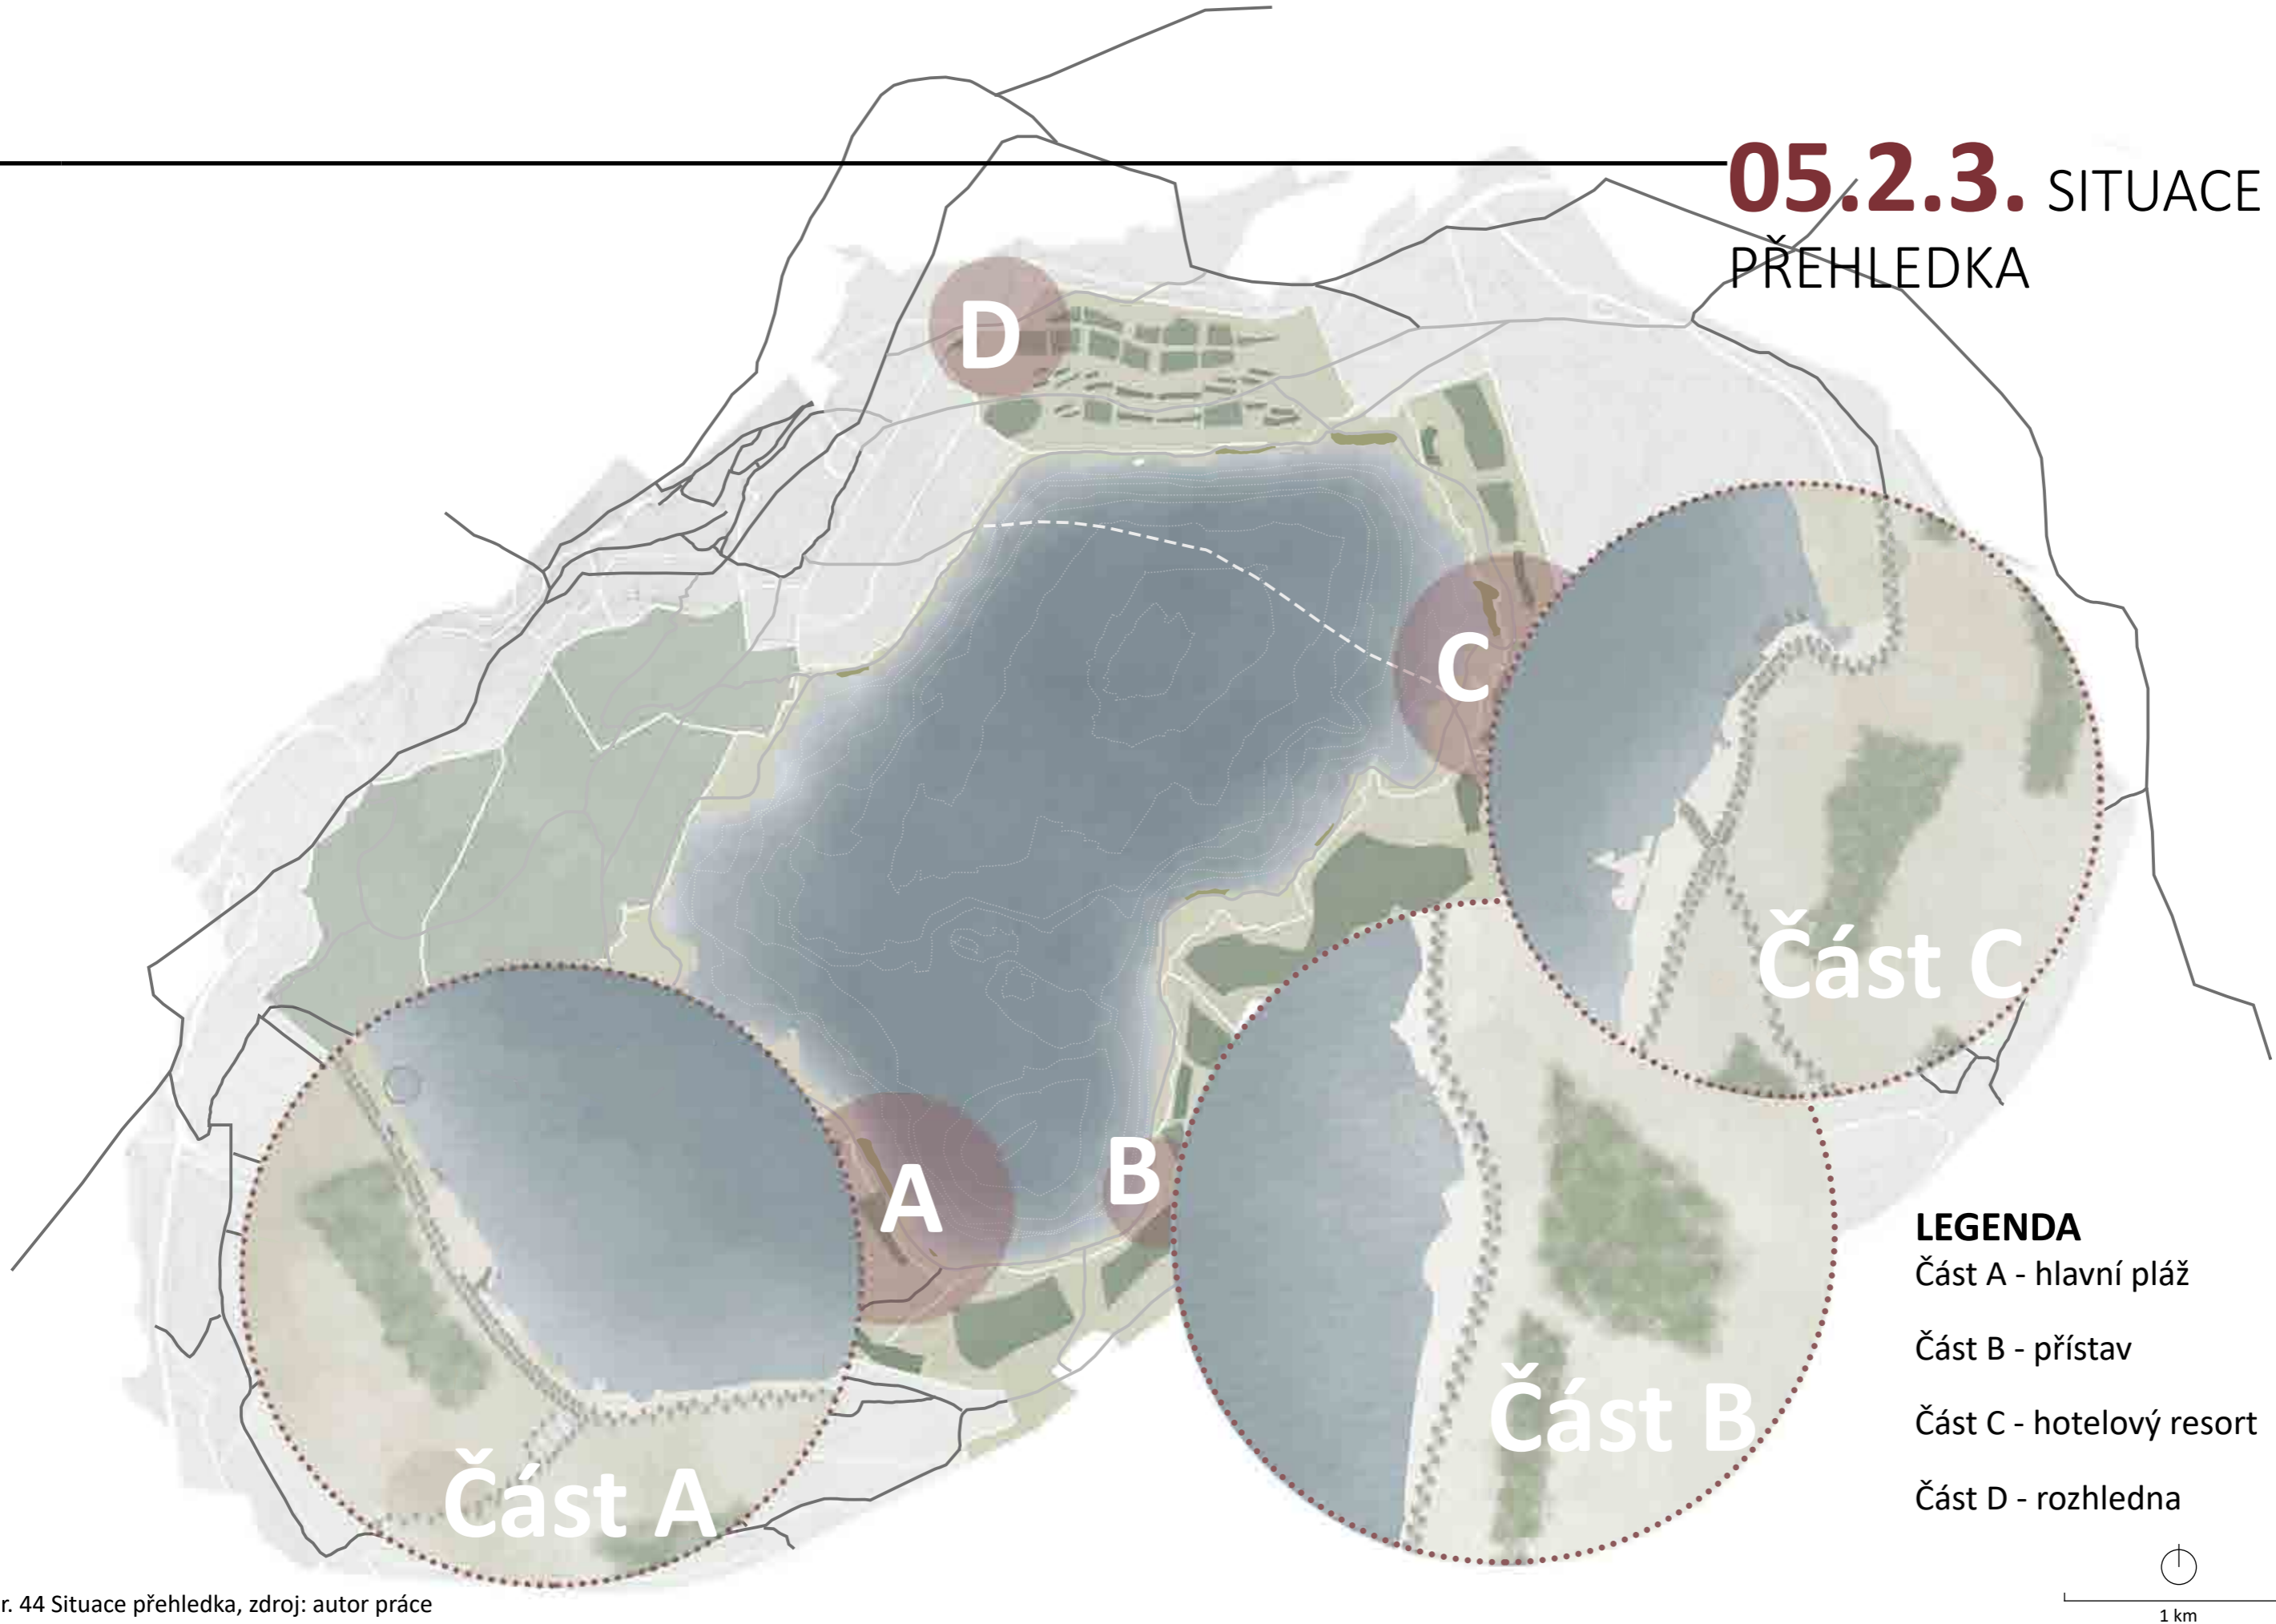 05.2.3. SITUACE
PŘEHLEDKA
D
C
Část C
B
A
LEGENDA
Část A - hlavní pláž
Část B - přístav
Část B
Část C - hotelový resort
Část A
Část D - rozhledna
r. 44 Situace přehledka, zdroj: autor práce
1 km